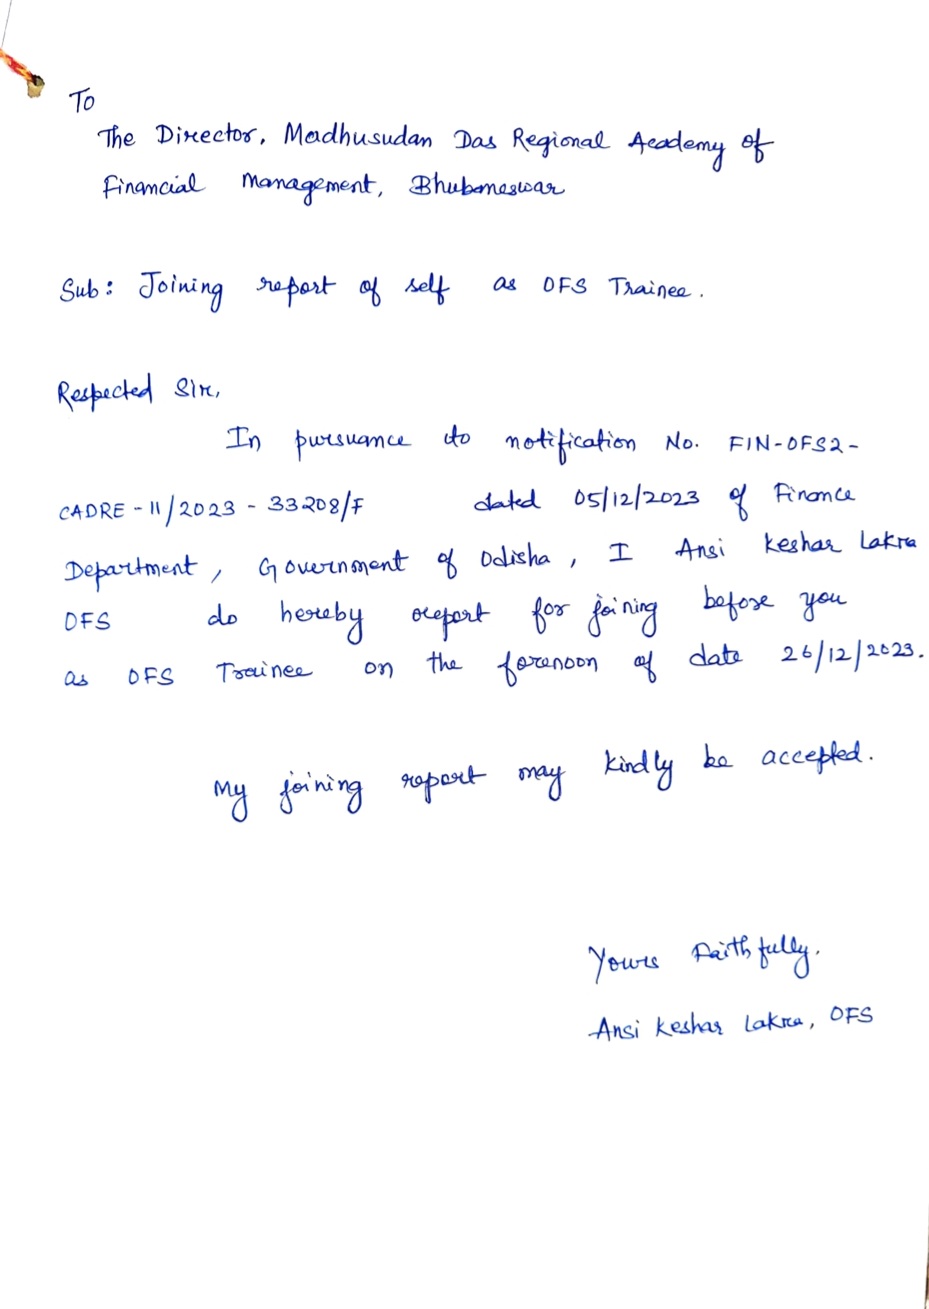 To
The Director, Madhusudan Das Regional Academy of
Financial Management, Bhubaneswar
Sub: Joining report of self as OFS Trainee.
Respected Sir,
In pursuance to notification No. FIN-OFS2-
CADRE-11/2023-33208/F dated 05/12/2023 of Finance
Department, Government of Odisha, I Ansi Keshar Lakra
OFS do hereby report for joining before you
as OFS Trainee on the forenoon of date 26/12/2023.
My joining report may kindly be accepted.
Yours Faithfully.
Ansi Keshar Lakra, OFS